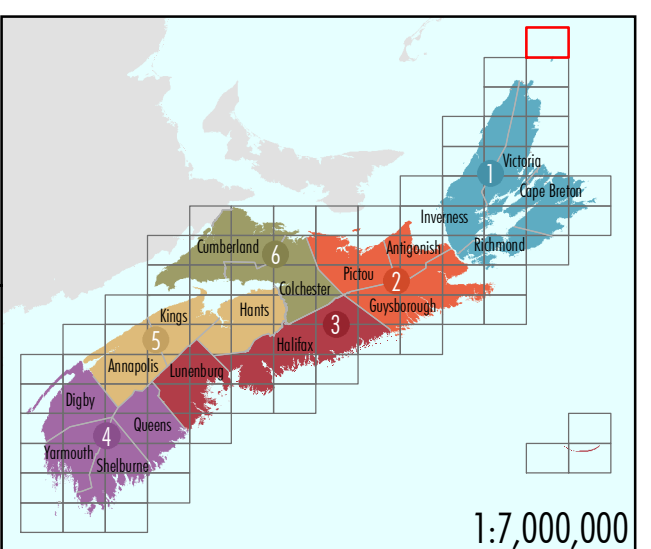 Victoria
1
Cape Breton
Inverness
Richmond
Cumberland
6
Antigonish
Pictou
2
Colchester
Guysborough
Kings
Hants
3
5
Halifax
Annapolis
Lunenburg
Digby
Queens
4
Yarmouth
Shelburne
1:7,000,000